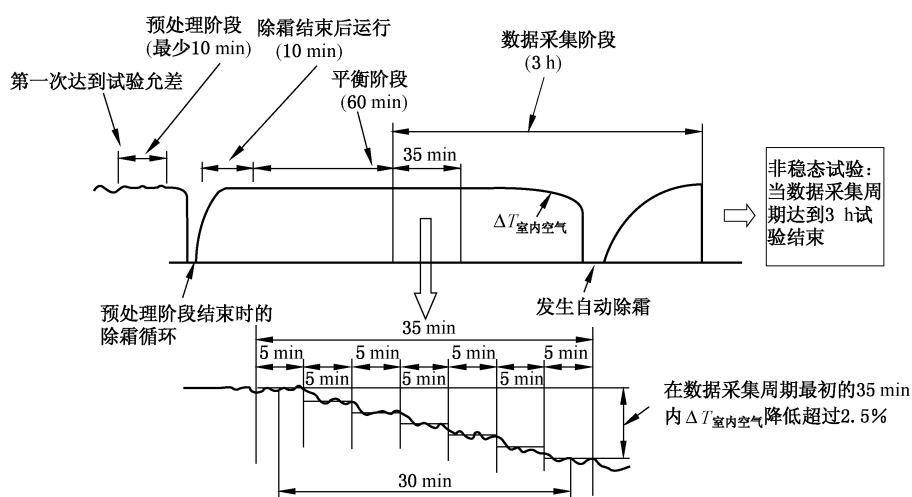 预处理阶段
(最少10 min)
除霜结束后运行
(10 min)
数据采集阶段
(3 h)
第一次达到试验允差
平衡阶段
(60 min)
35 min
非稳态试验：
当数据采集周
期达到3 h试
验结束
ΔT室内空气
预处理阶段结束时的
除霜循环
发生自动除霜
35 min
5 min
5 min
5 min
5 min
5 min
5 min
5 min
在数据采集周期最初的35 min
内ΔT室内空气降低超过2.5%
30 min